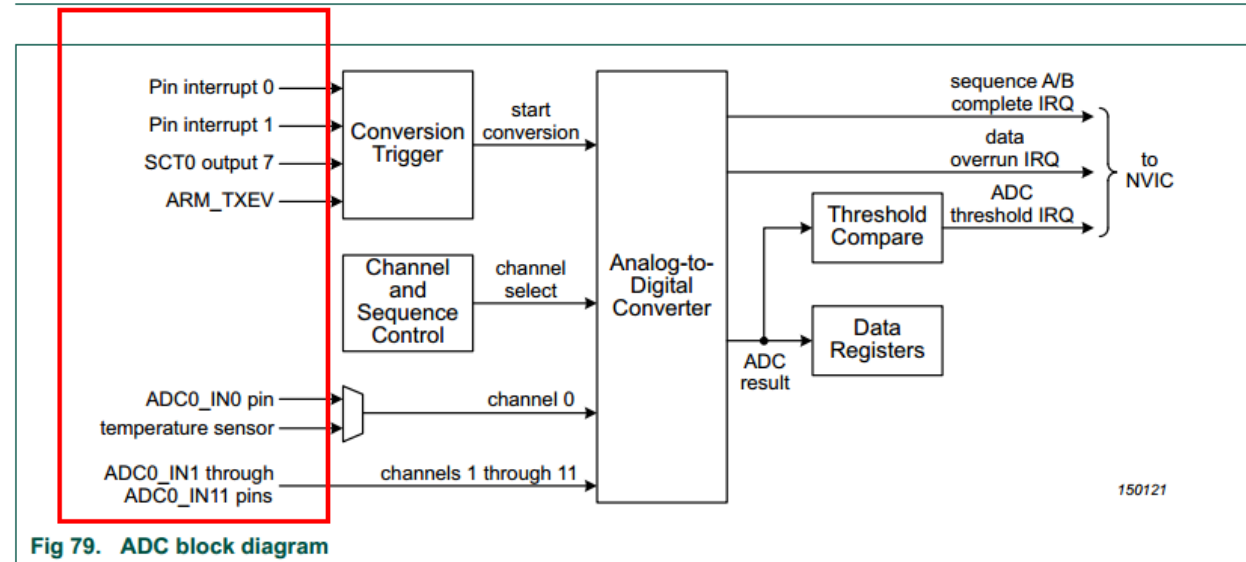 Pin interrupt 0
Pin interrupt 1
SCT0 output 7
ARM_TXEV
Conversion
Trigger
start
conversion
Channel
and
Sequence
Control
channel
select
ADC0_IN0 pin
temperature sensor
channel 0
ADC0_IN1 through
ADC0_IN11 pins
channels 1 through 11
Analog-to-
Digital
Converter
sequence A/B
complete IRQ
data
overrun IRQ
ADC
threshold IRQ
to
NVIC
Threshold
Compare
Data
Registers
ADC
result
150121
Fig 79. ADC block diagram